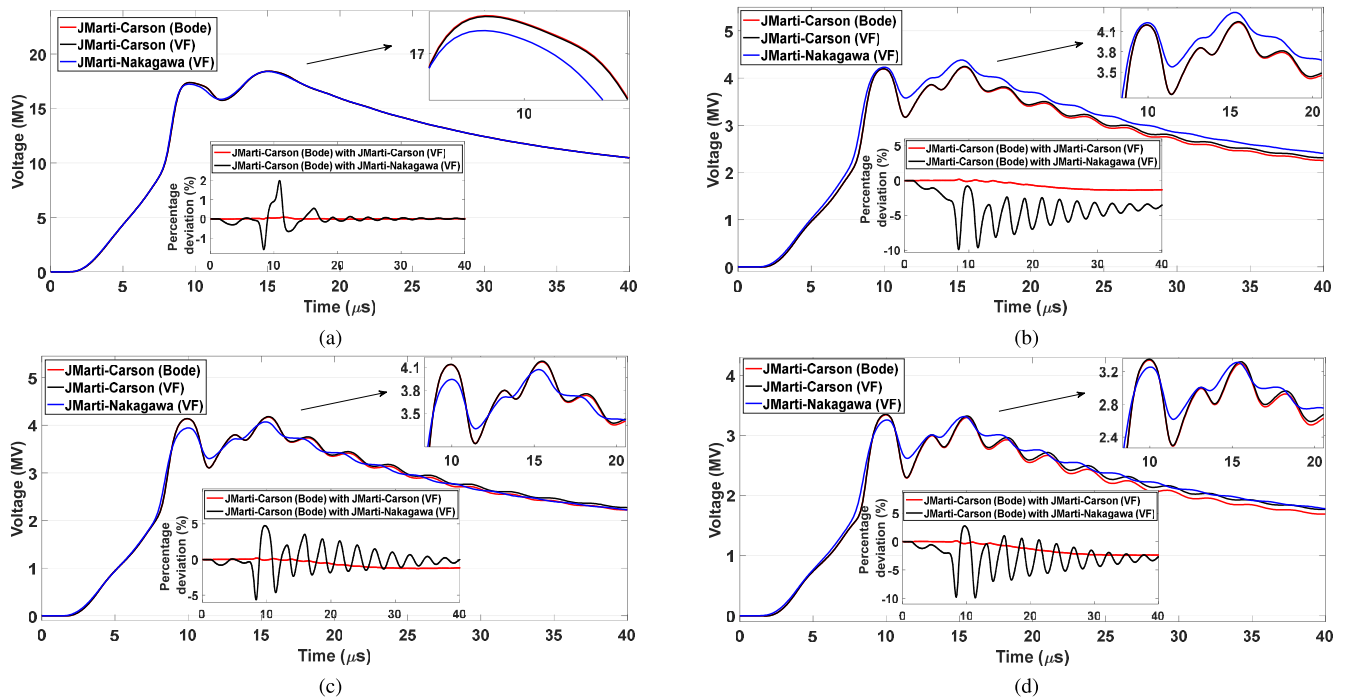 JMarti-Carson (Bode)
JMarti-Carson (VF)
JMarti-Nakagawa (VF)
17
10
Voltage (MV)
20
15
10
5
0
JMarti-Carson (Bode) with JMarti-Carson (VF)
JMarti-Carson (Bode) with JMarti-Nakagawa (VF)
Percentage
deviation (%)
2
1
0
-1
0 10 20 30 40
0 5 10 15 20 25 30 35 40
Time (μs)
(a)
JMarti-Carson (Bode)
JMarti-Carson (VF)
JMarti-Nakagawa (VF)
4.1
3.8
3.5
10 15 20
Voltage (MV)
5
4
3
2
1
0
JMarti-Carson (Bode) with JMarti-Carson (VF)
JMarti-Carson (Bode) with JMarti-Nakagawa (VF)
Percentage
deviation (%)
0
-5
-10
0 10 20 30 40
0 5 10 15 20 25 30 35 40
Time (μs)
(b)
JMarti-Carson (Bode)
JMarti-Carson (VF)
JMarti-Nakagawa (VF)
4.1
3.8
3.5
10 15 20
Voltage (MV)
5
4
3
2
1
0
JMarti-Carson (Bode) with JMarti-Carson (VF)
JMarti-Carson (Bode) with JMarti-Nakagawa (VF)
Percentage
deviation (%)
5
0
-5
0 10 20 30 40
0 5 10 15 20 25 30 35 40
Time (μs)
(c)
JMarti-Carson (Bode)
JMarti-Carson (VF)
JMarti-Nakagawa (VF)
3.2
2.8
2.4
10 15 20
Voltage (MV)
4
3
2
1
0
JMarti-Carson (Bode) with JMarti-Carson (VF)
JMarti-Carson (Bode) with JMarti-Nakagawa (VF)
Percentage
deviation (%)
5
0
-5
-10
0 10 20 30 40
0 5 10 15 20 25 30 35 40
Time (μs)
(d)